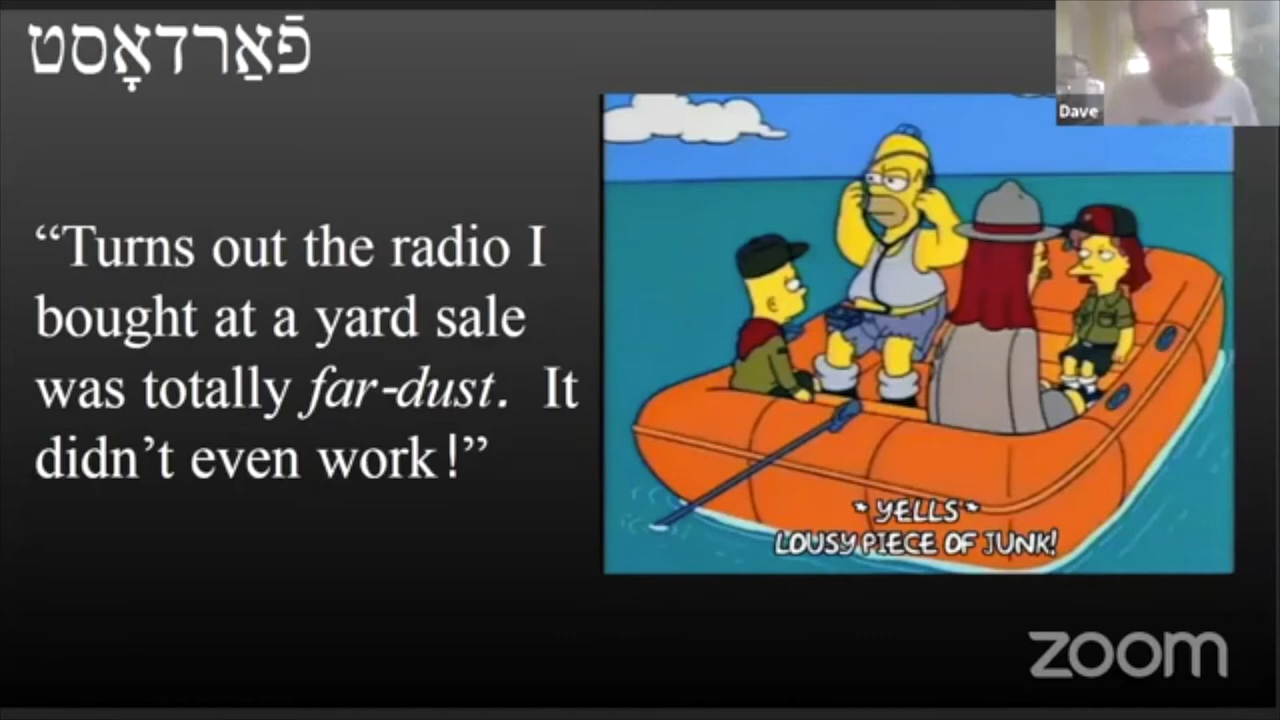 פֿאַרדאָסט
Dave
“Turns out the radio I
bought at a yard sale
was totally far-dust. It
didn’t even work!”
*YELLS*
LOUSY PIECE OF JUNK!
zoom